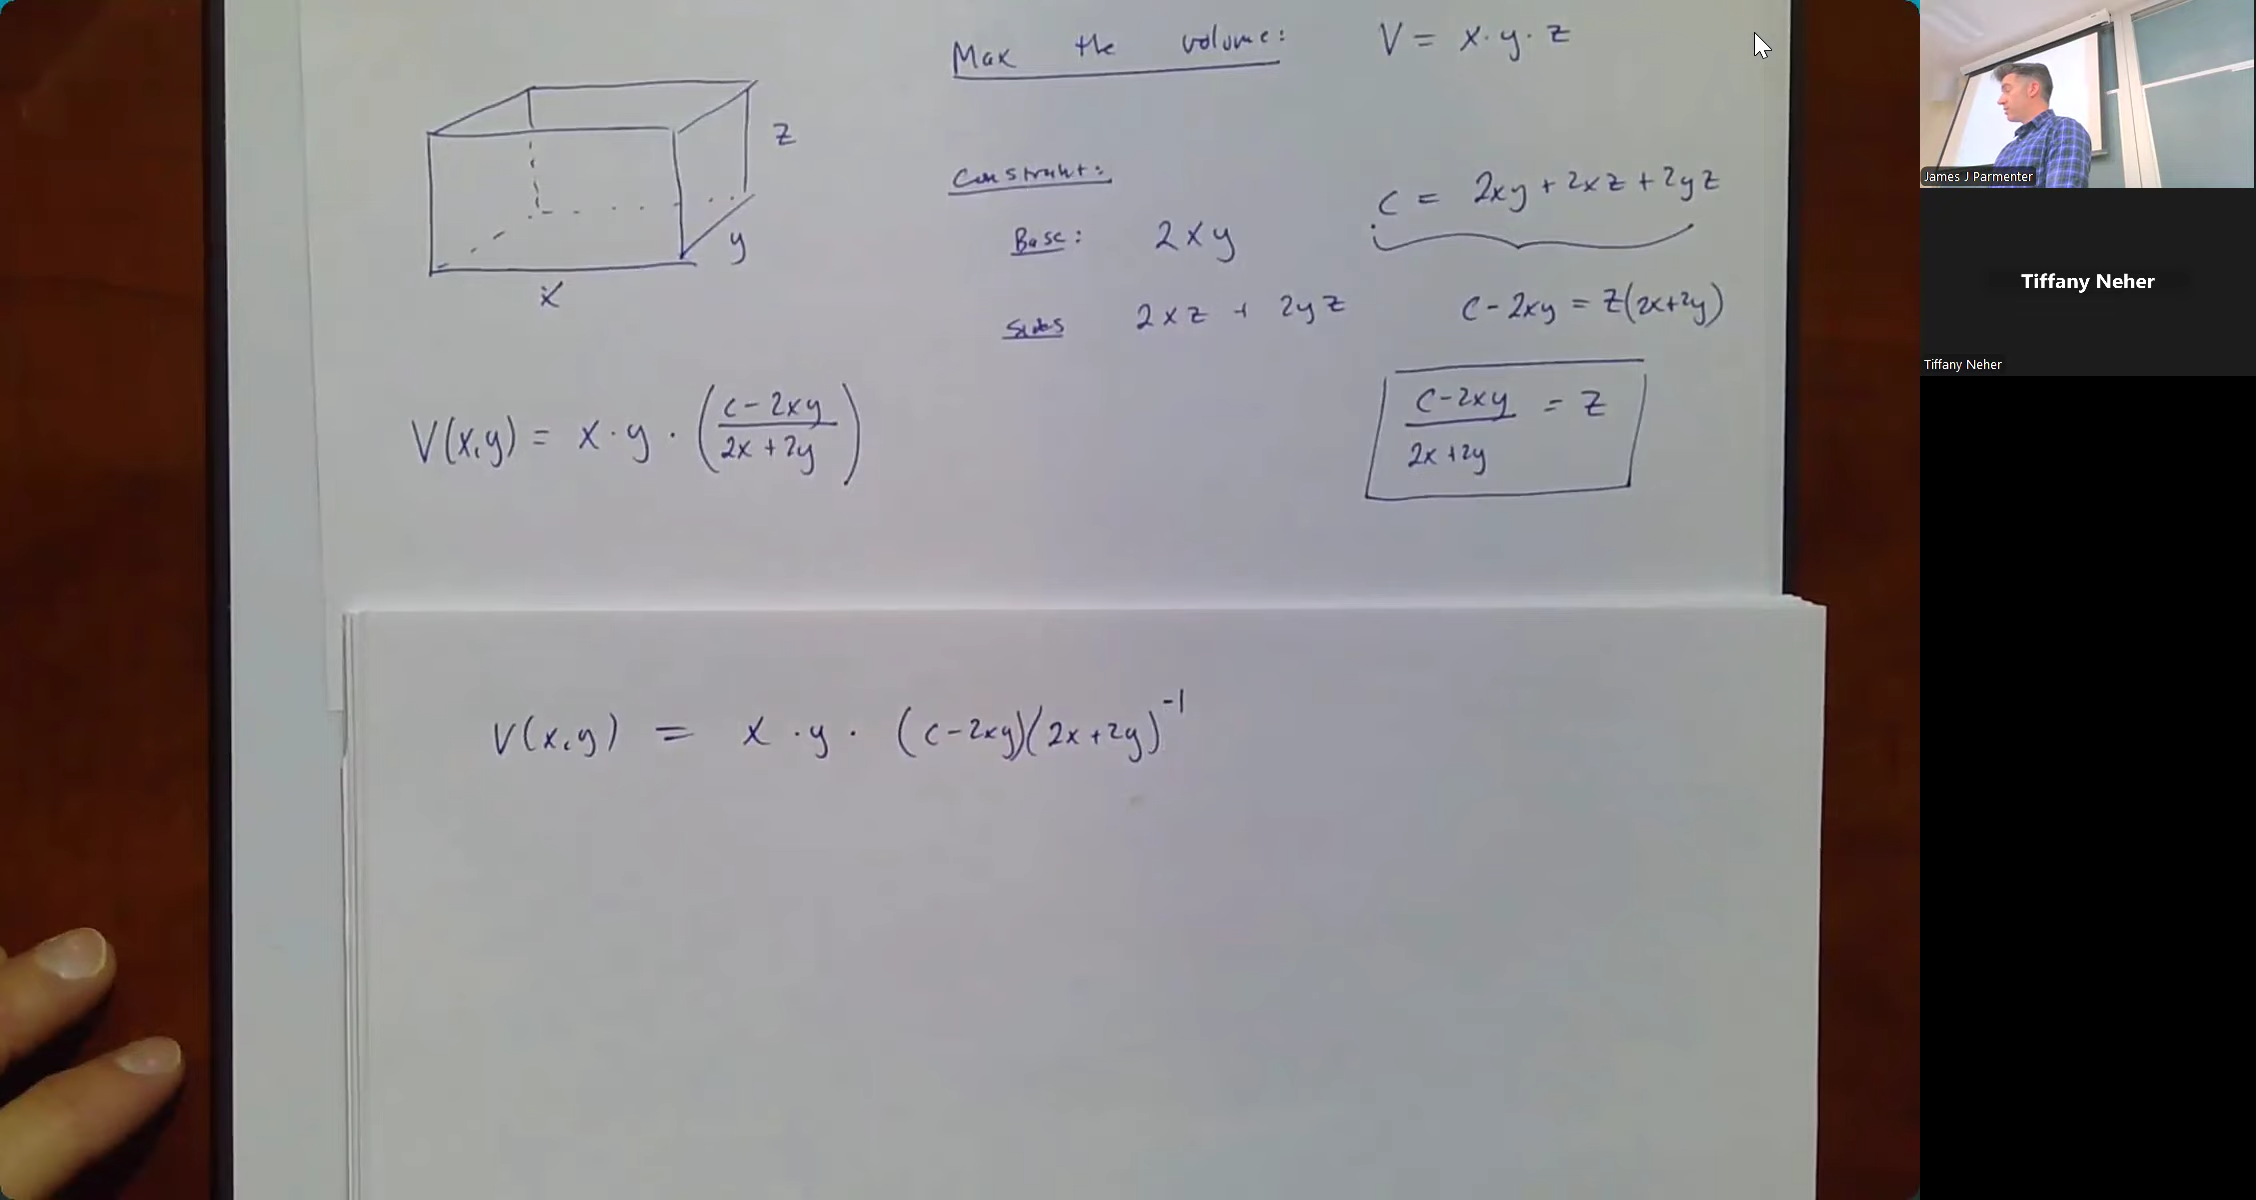 Max the volume: V = x·y·z
z
Constraint:
C = 2xy + 2xz + 2yz
Base: 2xy
y
x
Sides 2xz + 2yz
C - 2xy = z(2x+2y)
V(x,y) = x·y·((C - 2xy)/(2x + 2y))
(C - 2xy)/(2x + 2y) = z
V(x,y) = x·y·(C - 2xy)(2x + 2y)^-1
James J Parmenter
Tiffany Neher
Tiffany Neher